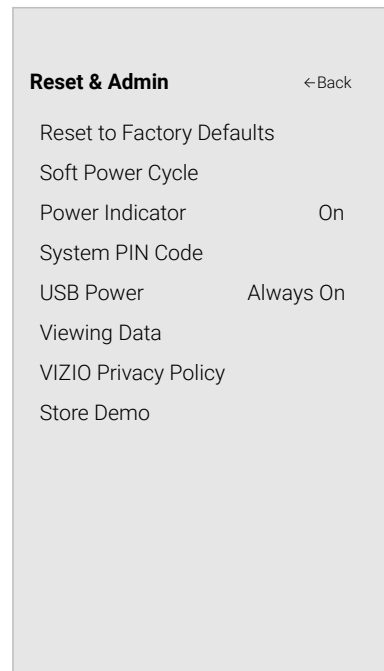 Reset & Admin ←Back
Reset to Factory Defaults
Soft Power Cycle
Power Indicator On
System PIN Code
USB Power Always On
Viewing Data
VIZIO Privacy Policy
Store Demo